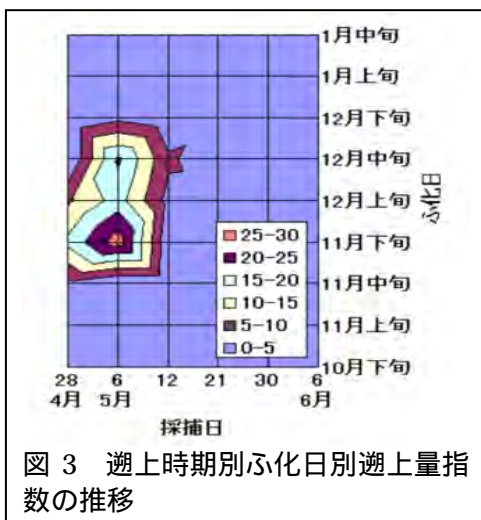 1月中旬
1月上旬
12月下旬
12月中旬
12月上旬
11月下旬
11月中旬
11月上旬
10月下旬
ふ化日
25-30
20-25
15-20
10-15
5-10
0-5
28 6 12 21 30 6
4月 5月 6月
採捕日
図 3 遡上時期別ふ化日別遡上量指
数の推移